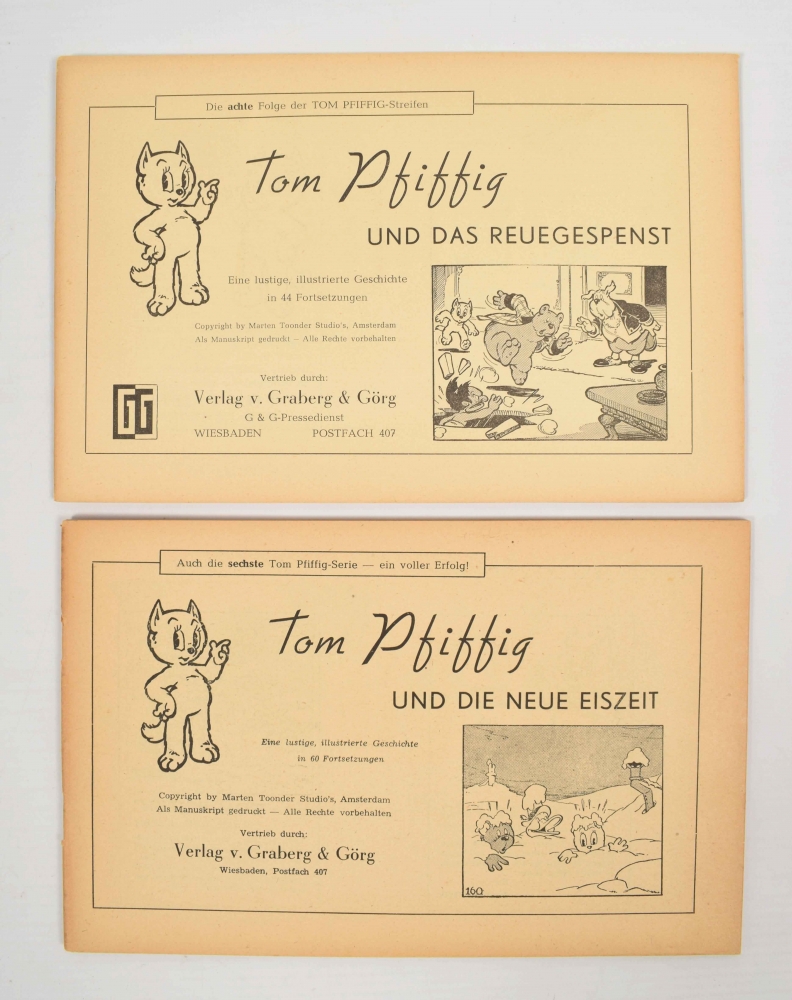 Die achte Folge der TOM PFIFFIG-Streifen
Tom Pfiffig
UND DAS REUEGESPENST
Eine lustige, illustrierte Geschichte
in 44 Fortsetzungen
Copyright by Marten Toonder Studio's, Amsterdam
Als Manuskript gedruckt — Alle Rechte vorbehalten
Vertrieb durch:
Verlag v. Graberg & Görg
G & G-Pressedienst
WIESBADEN POSTFACH 407
GG
Auch die sechste Tom Pfiffig-Serie — ein voller Erfolg!
Tom Pfiffig
UND DIE NEUE EISZEIT
Eine lustige, illustrierte Geschichte
in 60 Fortsetzungen
Copyright by Marten Toonder Studio's, Amsterdam
Als Manuskript gedruckt — Alle Rechte vorbehalten
Vertrieb durch:
Verlag v. Graberg & Görg
Wiesbaden, Postfach 407